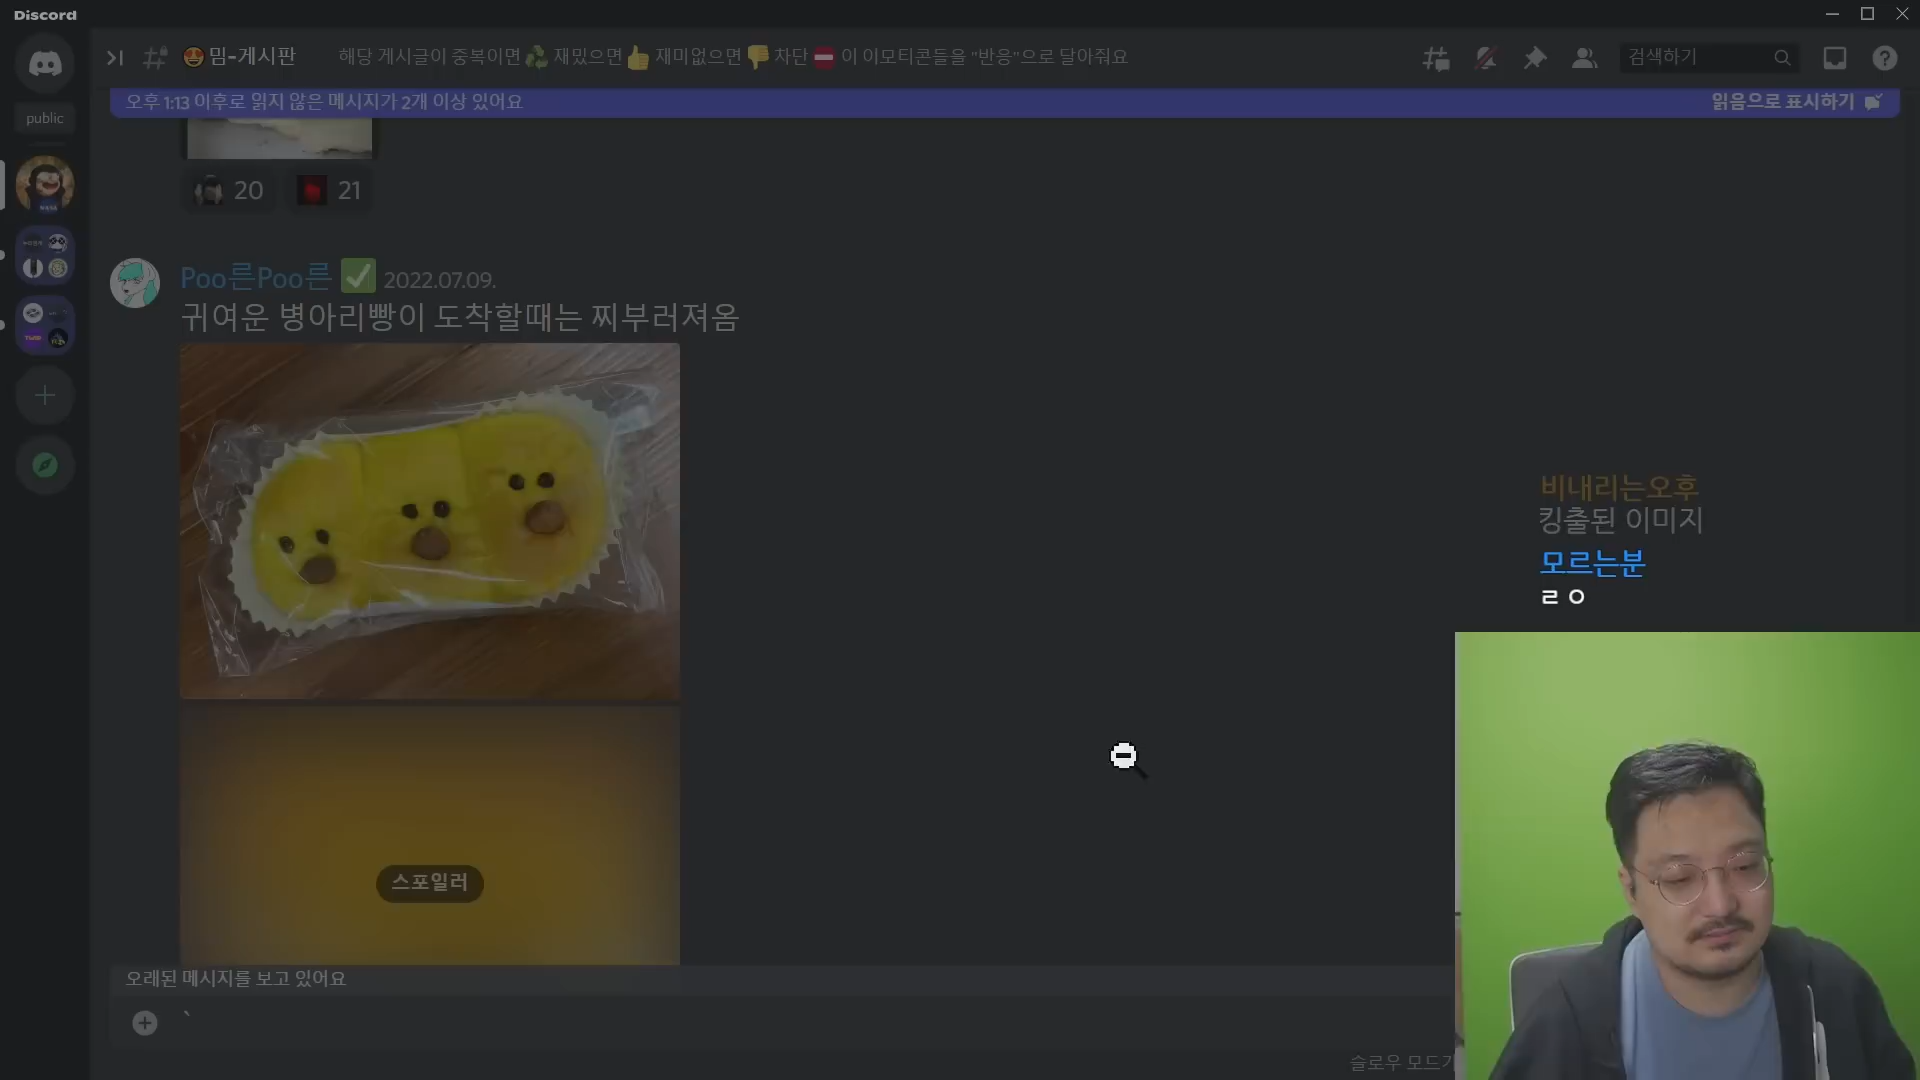 Discord
밈-게시판
해당 게시글이 중복이면 재밌으면 재미없으면 차단 이 이모티콘들을 "반응"으로 달아줘요
검색하기
오후 1:13 이후로 읽지 않은 메시지가 2개 이상 있어요
읽음으로 표시하기
public
20
21
Poo른Poo른 2022.07.09.
귀여운 병아리빵이 도착할때는 찌부러져옴
비내리는오후
킹출된 이미지
모르는분
ㄹㅇ
스포일러
오래된 메시지를 보고 있어요
`
슬로우 모드가